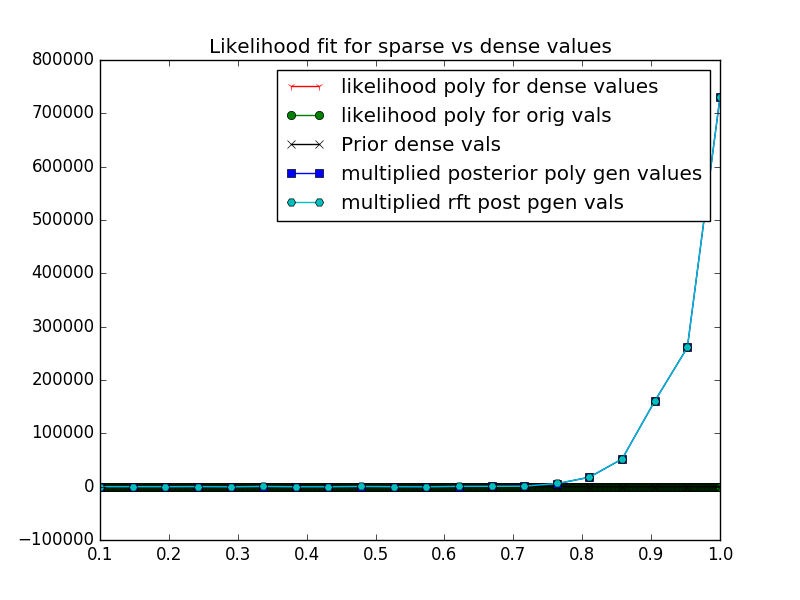 Likelihood fit for sparse vs dense values
800000
700000
600000
500000
400000
300000
200000
100000
0
−100000
likelihood poly for dense values
likelihood poly for orig vals
Prior dense vals
multiplied posterior poly gen values
multiplied rft post pgen vals
0.1 0.2 0.3 0.4 0.5 0.6 0.7 0.8 0.9 1.0